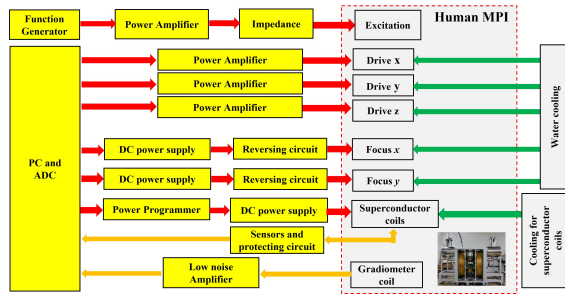 Function
Generator
Power Amplifier
Impedance
Excitation
Human MPI
Power Amplifier
Drive x
Power Amplifier
Drive y
Power Amplifier
Drive z
Water cooling
PC and
ADC
DC power supply
Reversing circuit
Focus x
DC power supply
Reversing circuit
Focus y
Power Programmer
DC power supply
Superconductor
coils
Cooling for
superconductor
coils
Sensors and
protecting circuit
Low noise
Amplifier
Gradiometer
coil